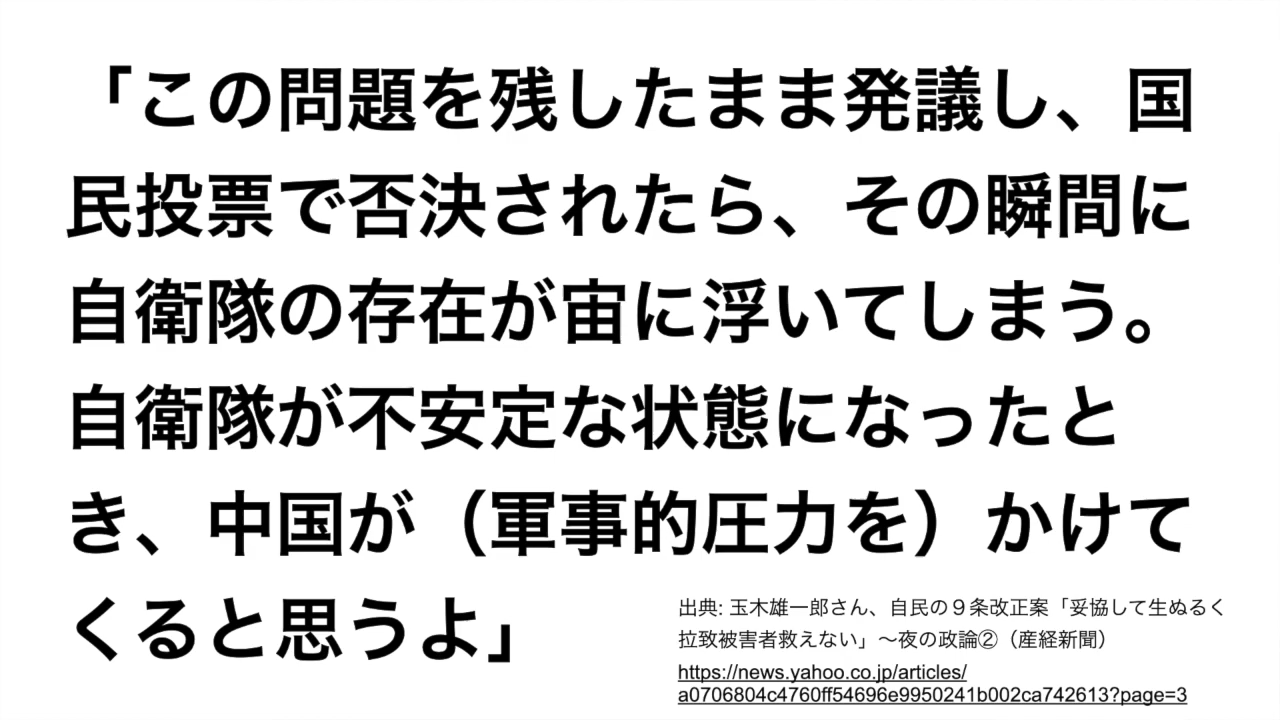 「この問題を残したまま発議し、国
民投票で否決されたら、その瞬間に
自衛隊の存在が宙に浮いてしまう。
自衛隊が不安定な状態になったと
き、中国が（軍事的圧力を）かけて
くると思うよ」
出典: 玉木雄一郎さん、自民の９条改正案「妥協して生ぬるく
拉致被害者救えない」〜夜の政論②（産経新聞）
https://news.yahoo.co.jp/articles/
a0706804c4760ff54696e9950241b002ca742613?page=3